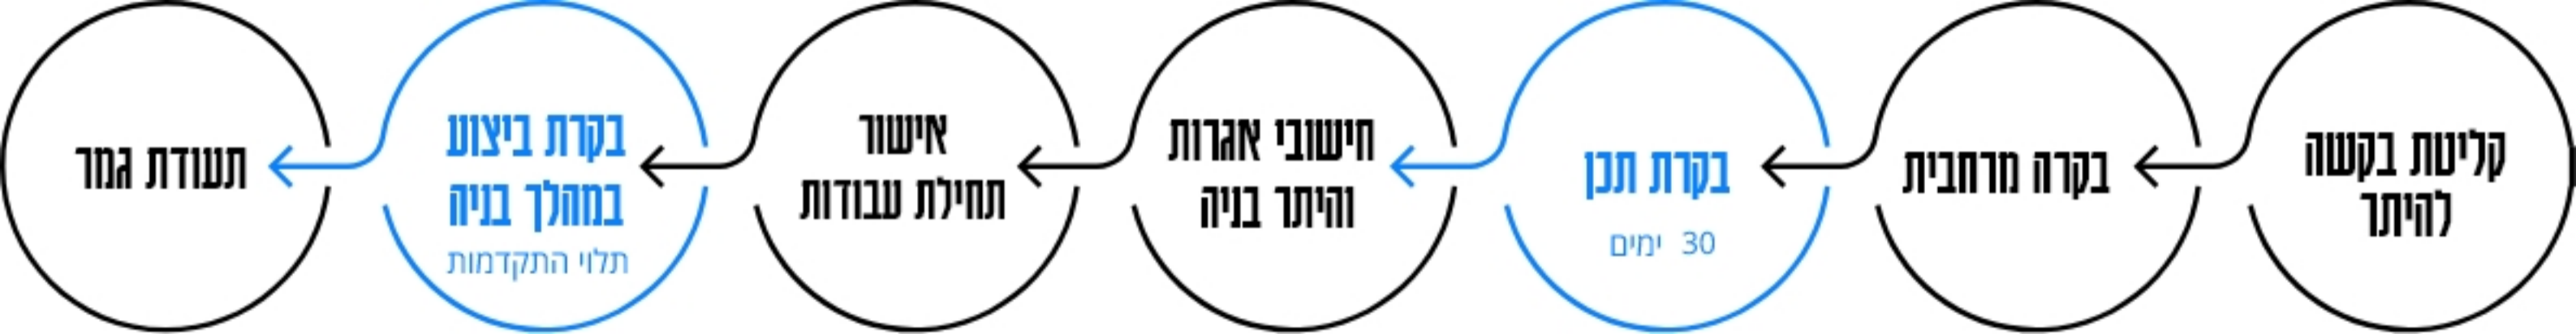 קליטת בקשה
להיתר
בקרה מרחבית
בקרת תכן
30 ימים
חישובי אגרות
והיתר בניה
אישור
תחילת עבודות
בקרת ביצוע
במהלך בניה
תלוי התקדמות
תעודת גמר